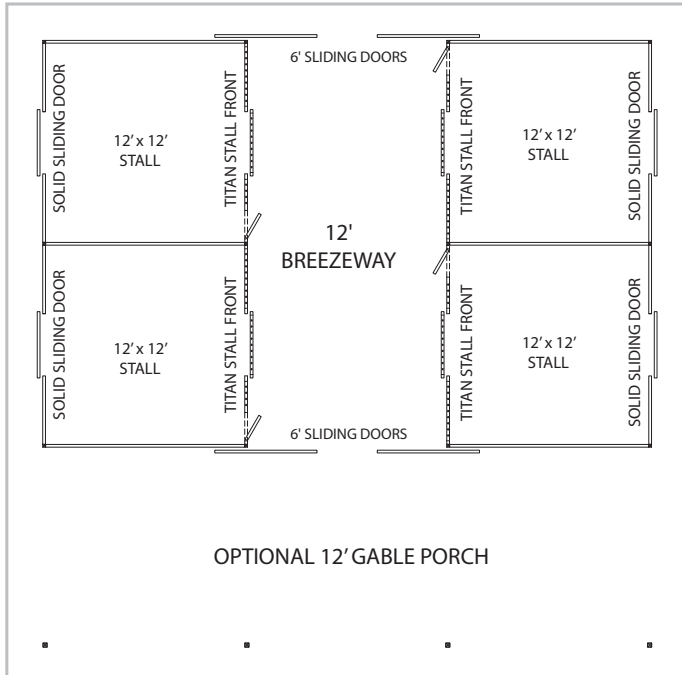 6' SLIDING DOORS
SOLID SLIDING DOOR
12' x 12'
STALL
TITAN STALL FRONT
TITAN STALL FRONT
12' x 12'
STALL
SOLID SLIDING DOOR
12'
BREEZEWAY
SOLID SLIDING DOOR
12' x 12'
STALL
TITAN STALL FRONT
TITAN STALL FRONT
12' x 12'
STALL
SOLID SLIDING DOOR
6' SLIDING DOORS
OPTIONAL 12' GABLE PORCH